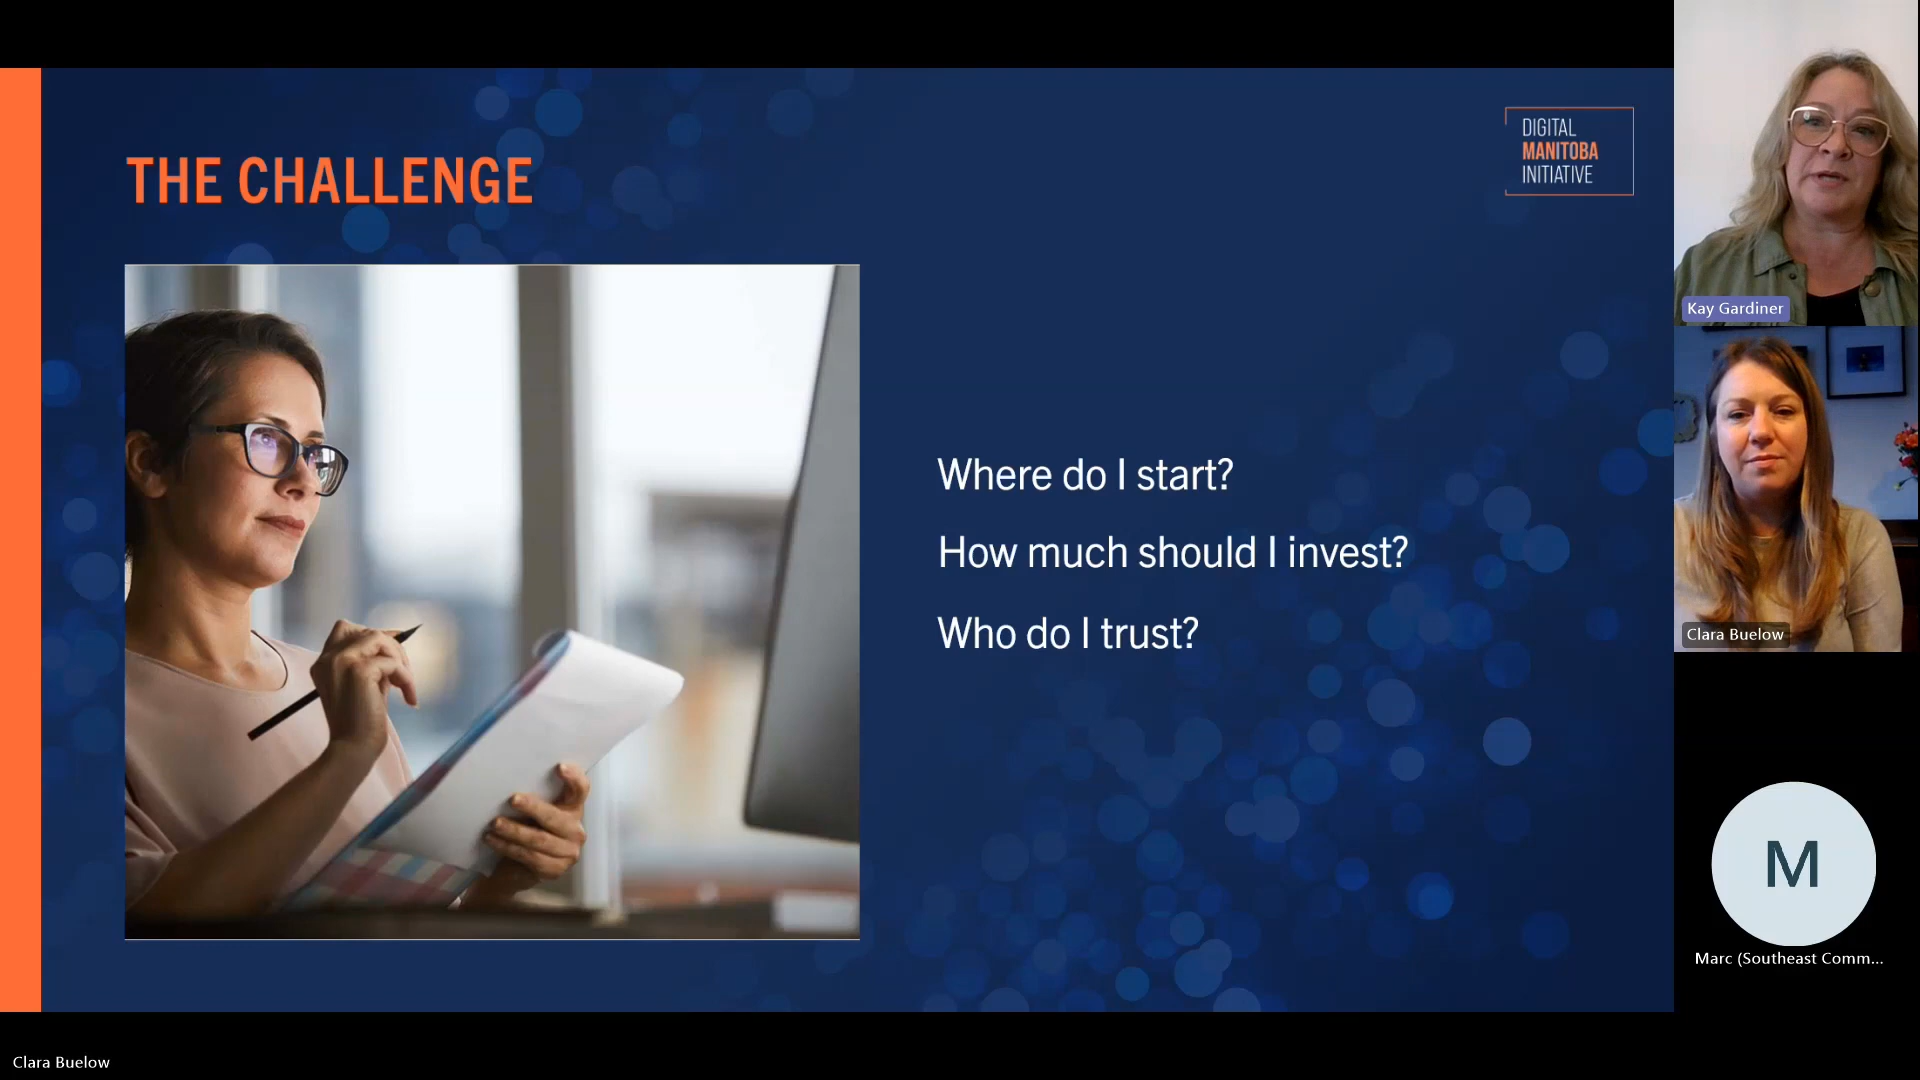 THE CHALLENGE
DIGITAL
MANITOBA
INITIATIVE
Where do I start?
How much should I invest?
Who do I trust?
Kay Gardiner
Clara Buelow
M
Marc (Southeast Comm...
Clara Buelow